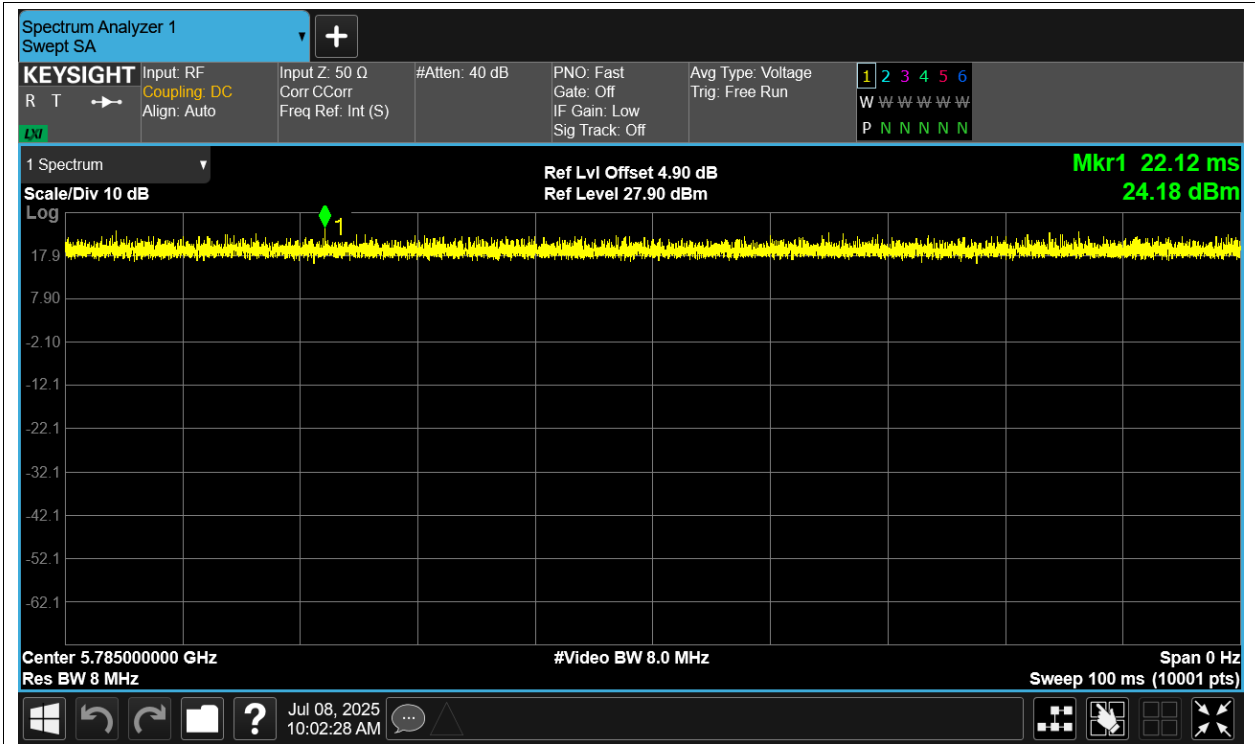 Spectrum Analyzer 1
Swept SA
KEYSIGHT
R T
LXI
Input: RF
Coupling: DC
Align: Auto
Input Z: 50 Ω
Corr CCorr
Freq Ref: Int (S)
#Atten: 40 dB
PNO: Fast
Gate: Off
IF Gain: Low
Sig Track: Off
Avg Type: Voltage
Trig: Free Run
1 2 3 4 5 6
W W W W W W
P N N N N N
1 Spectrum
Scale/Div 10 dB
Log
Ref Lvl Offset 4.90 dB
Ref Level 27.90 dBm
Mkr1 22.12 ms
24.18 dBm
1
17.9
7.90
-2.10
-12.1
-22.1
-32.1
-42.1
-52.1
-62.1
Center 5.785000000 GHz
Res BW 8 MHz
#Video BW 8.0 MHz
Span 0 Hz
Sweep 100 ms (10001 pts)
?
Jul 08, 2025
10:02:28 AM